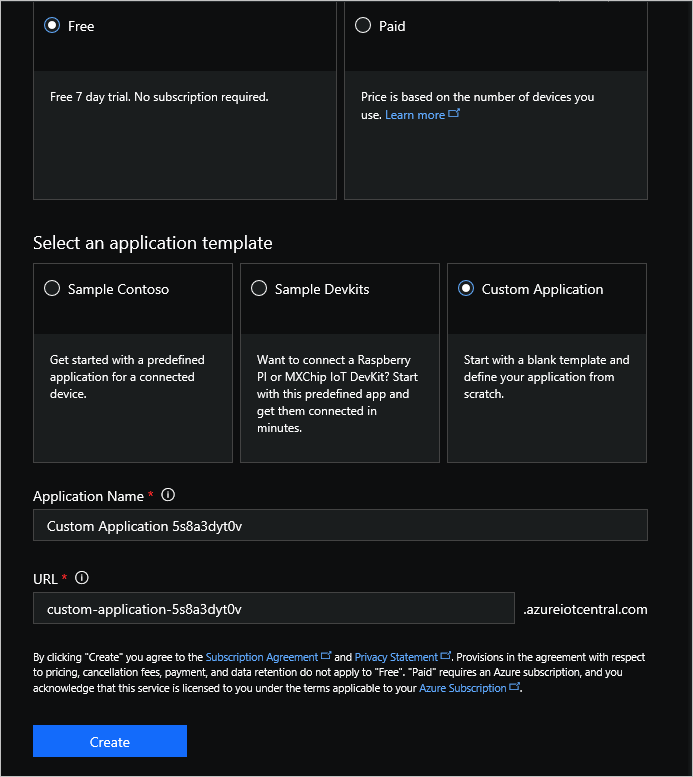 Free
Paid
Free 7 day trial. No subscription required.
Price is based on the number of devices you
use. Learn more
Select an application template
Sample Contoso
Sample Devkits
Custom Application
Get started with a predefined
application for a connected
device.
Want to connect a Raspberry
PI or MXChip IoT DevKit? Start
with this predefined app and
get them connected in
minutes.
Start with a blank template and
define your application from
scratch.
Application Name *
Custom Application 5s8a3dyt0v
URL *
custom-application-5s8a3dyt0v
.azureiotcentral.com
By clicking "Create" you agree to the Subscription Agreement and Privacy Statement. Provisions in the agreement with respect
to pricing, cancellation fees, payment, and data retention do not apply to "Free". "Paid" requires an Azure subscription, and you
acknowledge that this service is licensed to you under the terms applicable to your Azure Subscription.
Create